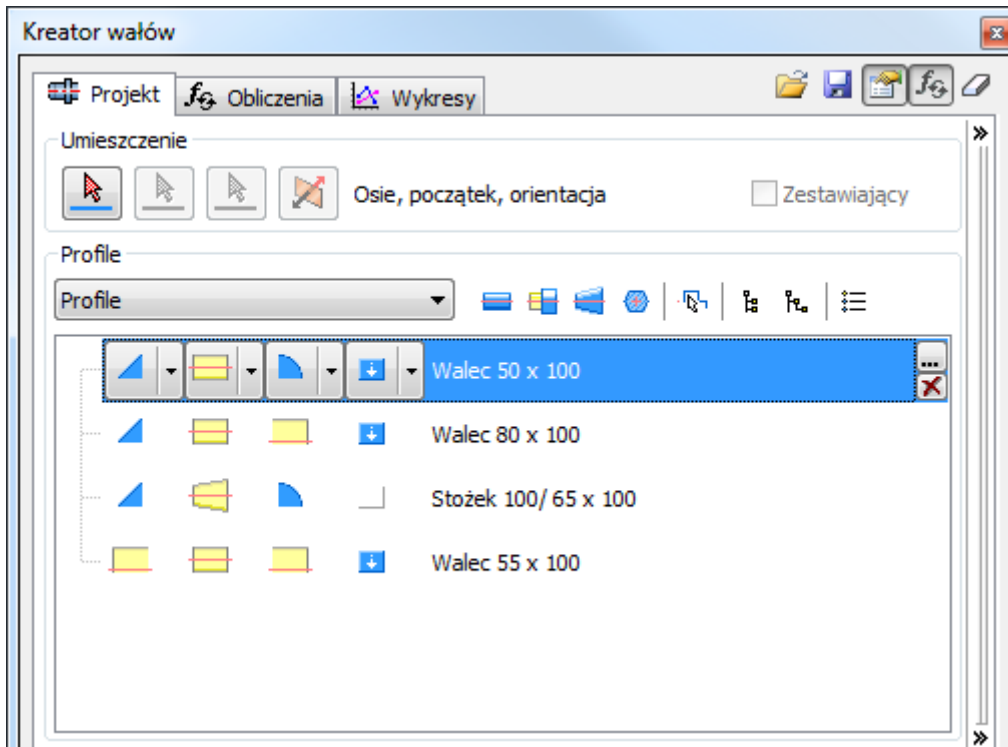 Kreator wałów
Projekt Obliczenia Wykresy
Umieszczenie
Osie, początek, orientacja Zestawiający
Profile
Profile
Walec 50 x 100
Walec 80 x 100
Stożek 100/ 65 x 100
Walec 55 x 100